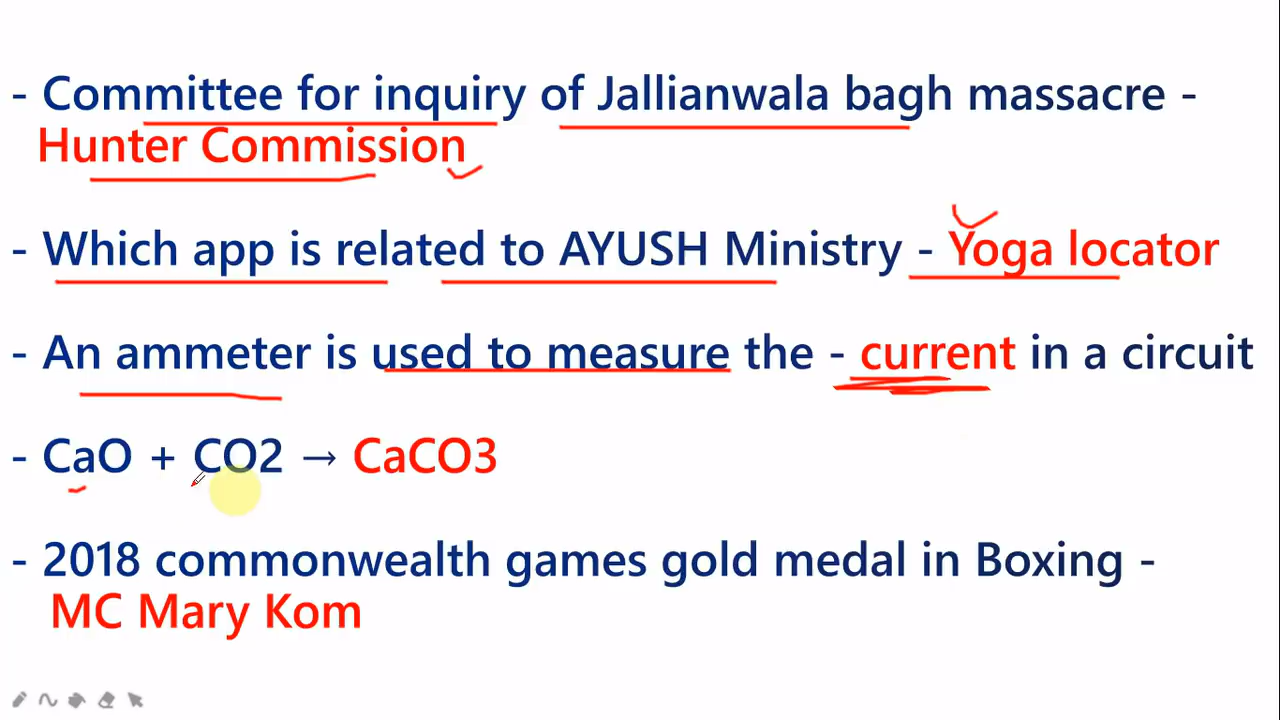 - Committee for inquiry of Jallianwala bagh massacre -
Hunter Commission
- Which app is related to AYUSH Ministry - Yoga locator
- An ammeter is used to measure the - current in a circuit
- CaO + CO2 → CaCO3
- 2018 commonwealth games gold medal in Boxing -
MC Mary Kom